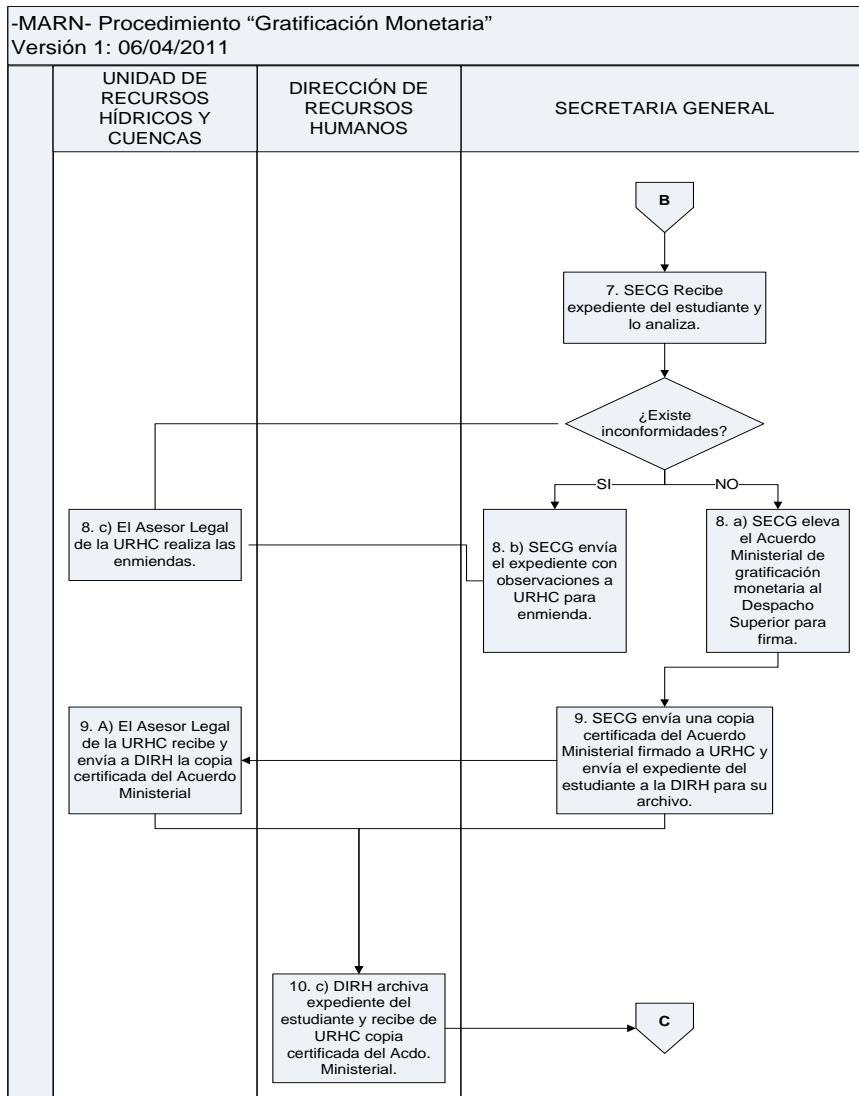 -MARN- Procedimiento “Gratificación Monetaria”
Versión 1: 06/04/2011
UNIDAD DE
RECURSOS
HÍDRICOS Y
CUENCAS
DIRECCIÓN DE
RECURSOS
HUMANOS
SECRETARIA GENERAL
B
7. SECG Recibe
expediente del estudiante y
lo analiza.
¿Existe
inconformidades?
SI
NO
8. c) El Asesor Legal
de la URHC realiza las
enmiendas.
8. b) SECG envía
el expediente con
observaciones a
URHC para
enmienda.
8. a) SECG eleva
el Acuerdo
Ministerial de
gratificación
monetaria al
Despacho
Superior para
firma.
9. A) El Asesor Legal
de la URHC recibe y
envía a DIRH la copia
certificada del Acuerdo
Ministerial
9. SECG envía una copia
certificada del Acuerdo
Ministerial firmado a URHC y
envía el expediente del
estudiante a la DIRH para su
archivo.
10. c) DIRH archiva
expediente del
estudiante y recibe de
URHC copia
certificada del Acdo.
Ministerial.
C